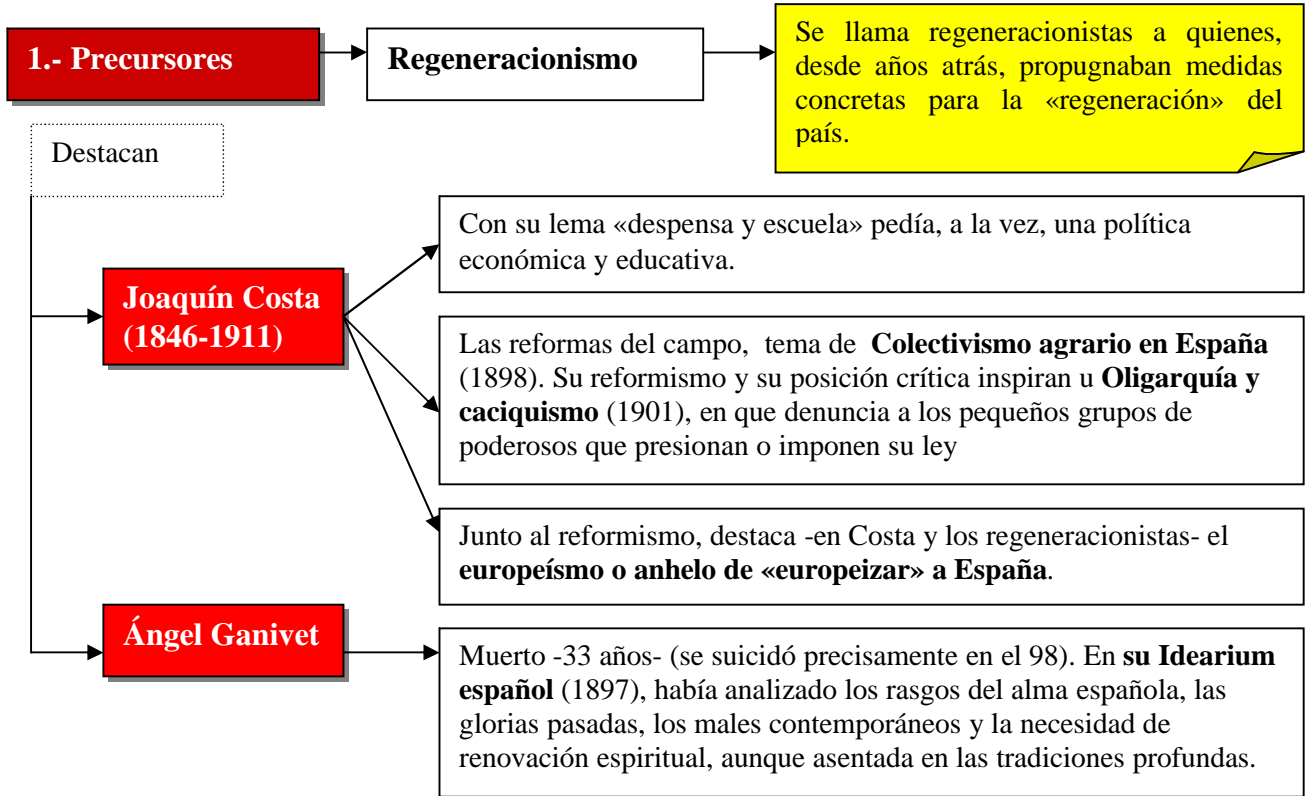 1.- Precursores
Regeneracionismo
Se llama regeneracionistas a quienes,
desde años atrás, propugnaban medidas
concretas para la «regeneración» del
país.
Destacan
Joaquín Costa
(1846-1911)
Con su lema «despensa y escuela» pedía, a la vez, una política
económica y educativa.
Las reformas del campo, tema de Colectivismo agrario en España
(1898). Su reformismo y su posición crítica inspiran u Oligarquía y
caciquismo (1901), en que denuncia a los pequeños grupos de
poderosos que presionan o imponen su ley
Junto al reformismo, destaca -en Costa y los regeneracionistas- el
europeísmo o anhelo de «europeizar» a España.
Ángel Ganivet
Muerto -33 años- (se suicidó precisamente en el 98). En su Idearium
español (1897), había analizado los rasgos del alma española, las
glorias pasadas, los males contemporáneos y la necesidad de
renovación espiritual, aunque asentada en las tradiciones profundas.